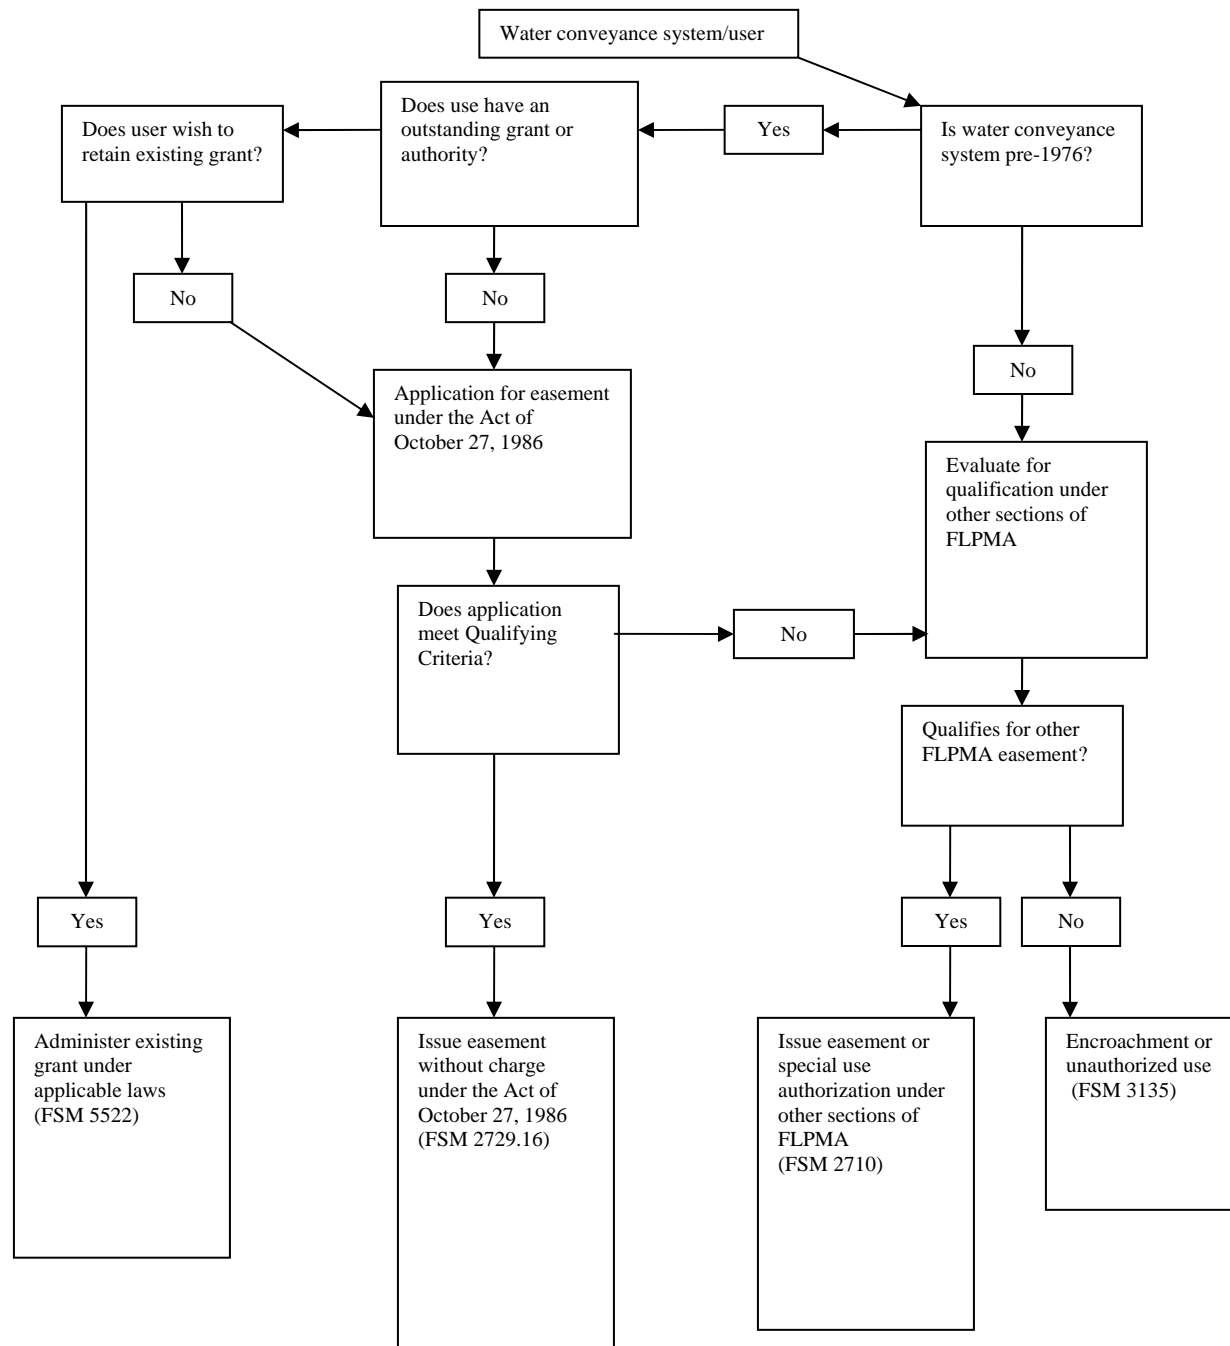 Water conveyance system/user
Does user wish to
retain existing grant?
Does use have an
outstanding grant or
authority?
Yes
Is water conveyance
system pre-1976?
No
No
No
Application for easement
under the Act of
October 27, 1986
Evaluate for
qualification under
other sections of
FLPMA
Does application
meet Qualifying
Criteria?
No
Qualifies for other
FLPMA easement?
Yes
Yes
Yes
No
Administer existing
grant under
applicable laws
(FSM 5522)
Issue easement
without charge
under the Act of
October 27, 1986
(FSM 2729.16)
Issue easement or
special use
authorization under
other sections of
FLPMA
(FSM 2710)
Encroachment or
unauthorized use
(FSM 3135)